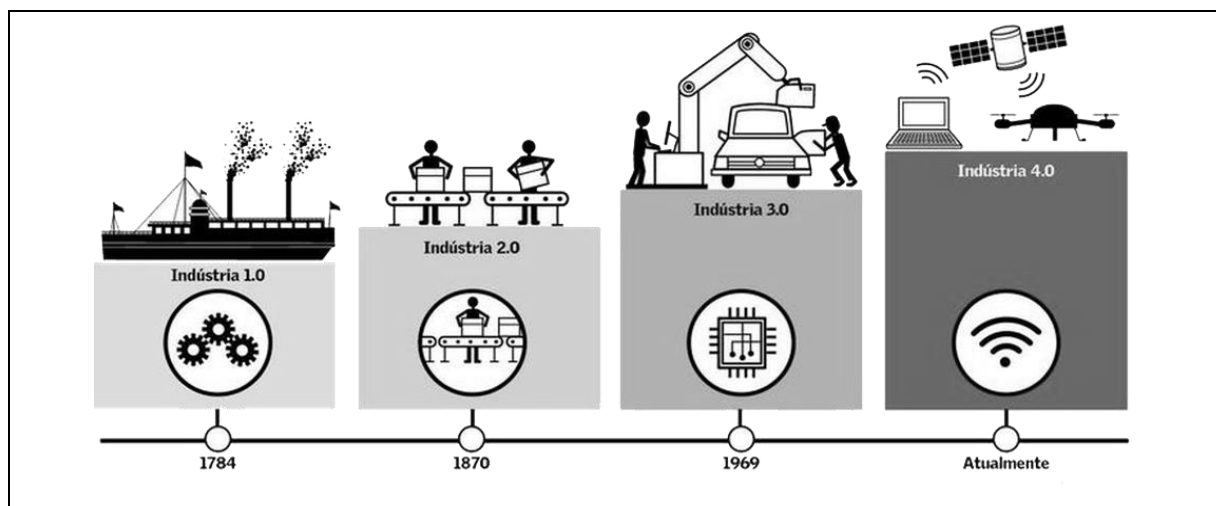 Indústria 1.0
Indústria 2.0
Indústria 3.0
Indústria 4.0
1784
1870
1969
Atualmente